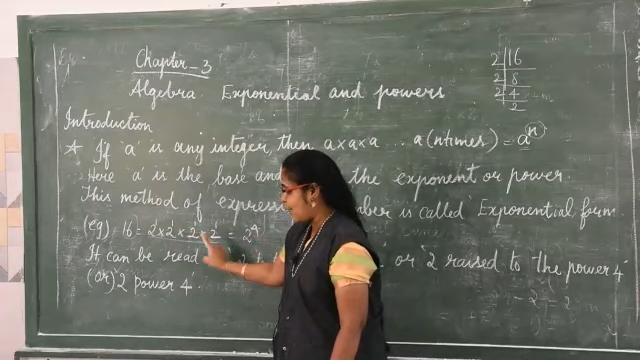 Chapter - 3
Algebra Exponential and powers
2 16
2 8
2 4
2
Introduction
If 'a' is any integer, then a×a×a .. a (n times) = aⁿ
Here 'a' is the base and the exponent or power.
This method of expres ber is called Exponential form
(eg) 16 = 2×2×2×2 = 2⁴
It can be read or '2 raised to the power 4'
(or) '2 power 4'.